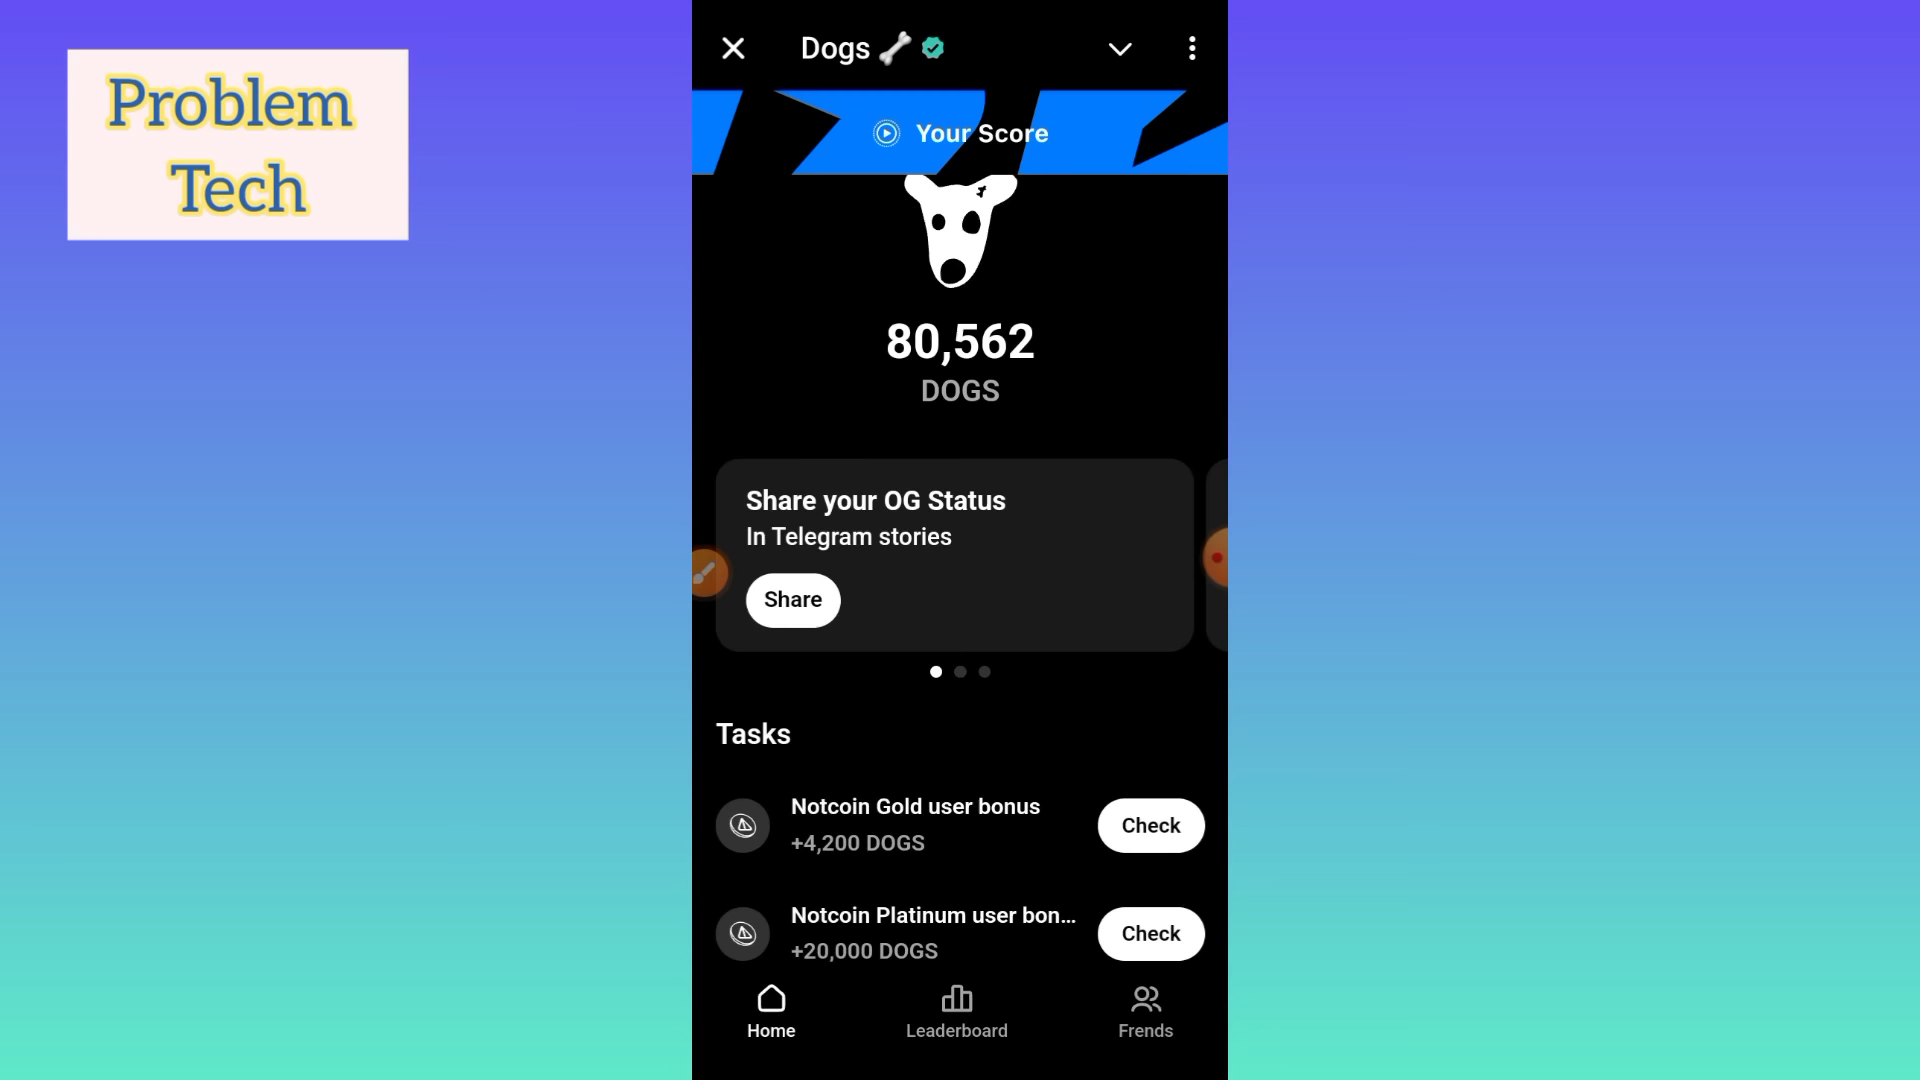 Problem
Tech
Dogs 🦴
Your Score
80,562
DOGS
Share your OG Status
In Telegram stories
Share
Tasks
Notcoin Gold user bonus
+4,200 DOGS
Check
Notcoin Platinum user bon...
+20,000 DOGS
Check
Home
Leaderboard
Frends